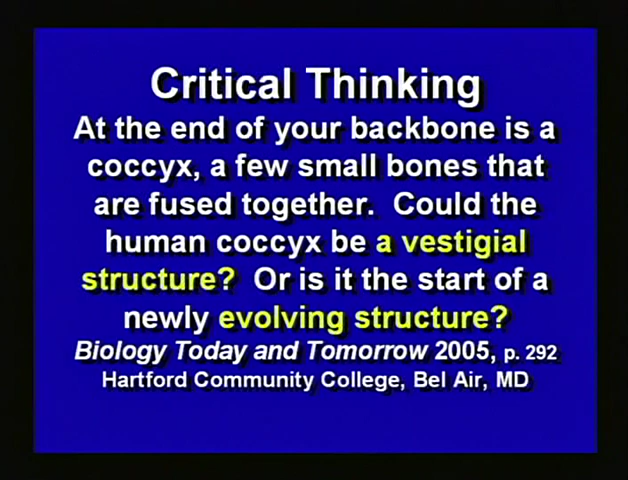 Critical Thinking
At the end of your backbone is a
coccyx, a few small bones that
are fused together. Could the
human coccyx be a vestigial
structure? Or is it the start of a
newly evolving structure?
Biology Today and Tomorrow 2005, p. 292
Hartford Community College, Bel Air, MD